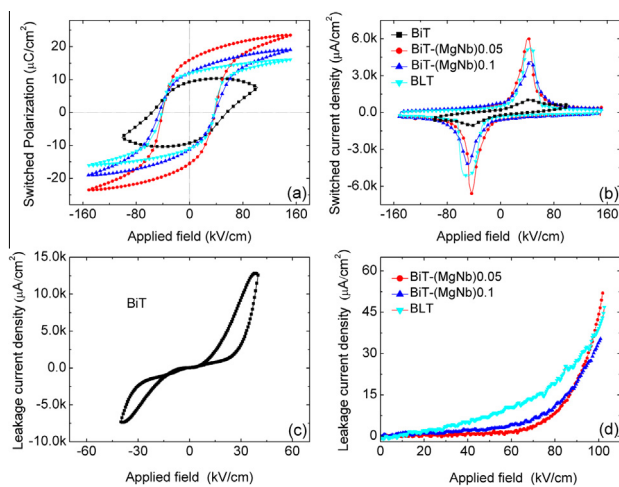 20
10
0
-10
-20
-160
-80
0
80
160
Switched Polarization (μC/cm²)
Applied field (kV/cm)
(a)
BiT
BiT-(MgNb)0.05
BiT-(MgNb)0.1
BLT
6.0k
3.0k
0.0
-3.0k
-6.0k
-160
-80
0
80
160
Switched current density (μA/cm²)
Applied field (kV/cm)
(b)
15.0k
10.0k
5.0k
0.0
-5.0k
-10.0k
-60
-30
0
30
60
Leakage current density (μA/cm²)
Applied field (kV/cm)
BiT
(c)
BiT-(MgNb)0.05
BiT-(MgNb)0.1
BLT
60
45
30
15
0
0
20
40
60
80
100
Leakage current density (μA/cm²)
Applied field (kV/cm)
(d)